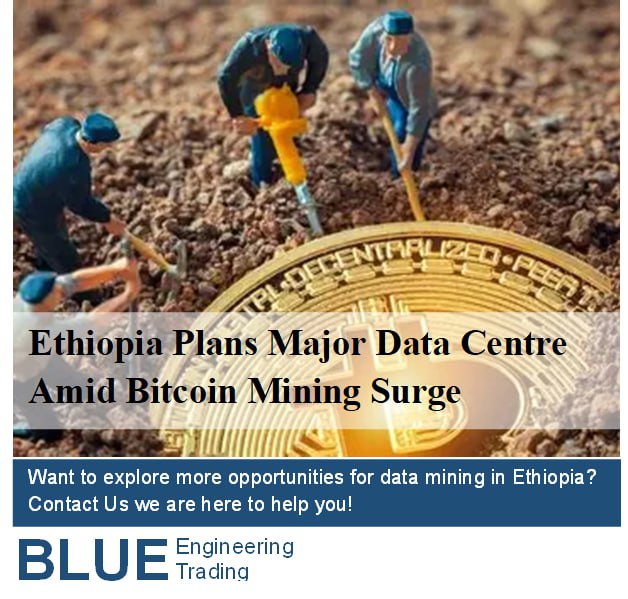 DIGITAL • DECENTRALIZED • PEER
Ethiopia Plans Major Data Centre
Amid Bitcoin Mining Surge
Want to explore more opportunities for data mining in Ethiopia?
Contact Us we are here to help you!
BLUE Engineering
Trading